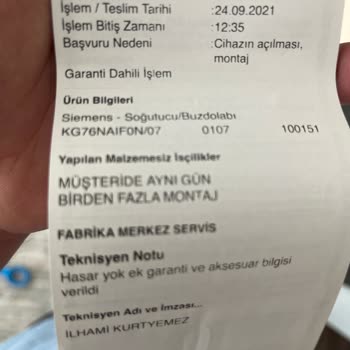 İşlem / Teslim Tarihi :24.09.2021
İşlem Bitiş Zamanı :12:35
Başvuru Nedeni :Cihazın açılması,
montaj
Garanti Dahili İşlem
Ürün Bilgileri
Siemens - Soğutucu/Buzdolabı
KG76NAIF0N/07 0107 100151
Yapılan Malzemesiz İşçilikler
MÜŞTERİDE AYNI GÜN
BİRDEN FAZLA MONTAJ
FABRİKA MERKEZ SERVİS
Teknisyen Notu
Hasar yok ek garanti ve aksesuar bilgisi
verildi
Teknisyen Adı ve İmzası...
İLHAMİ KURTYEMEZ